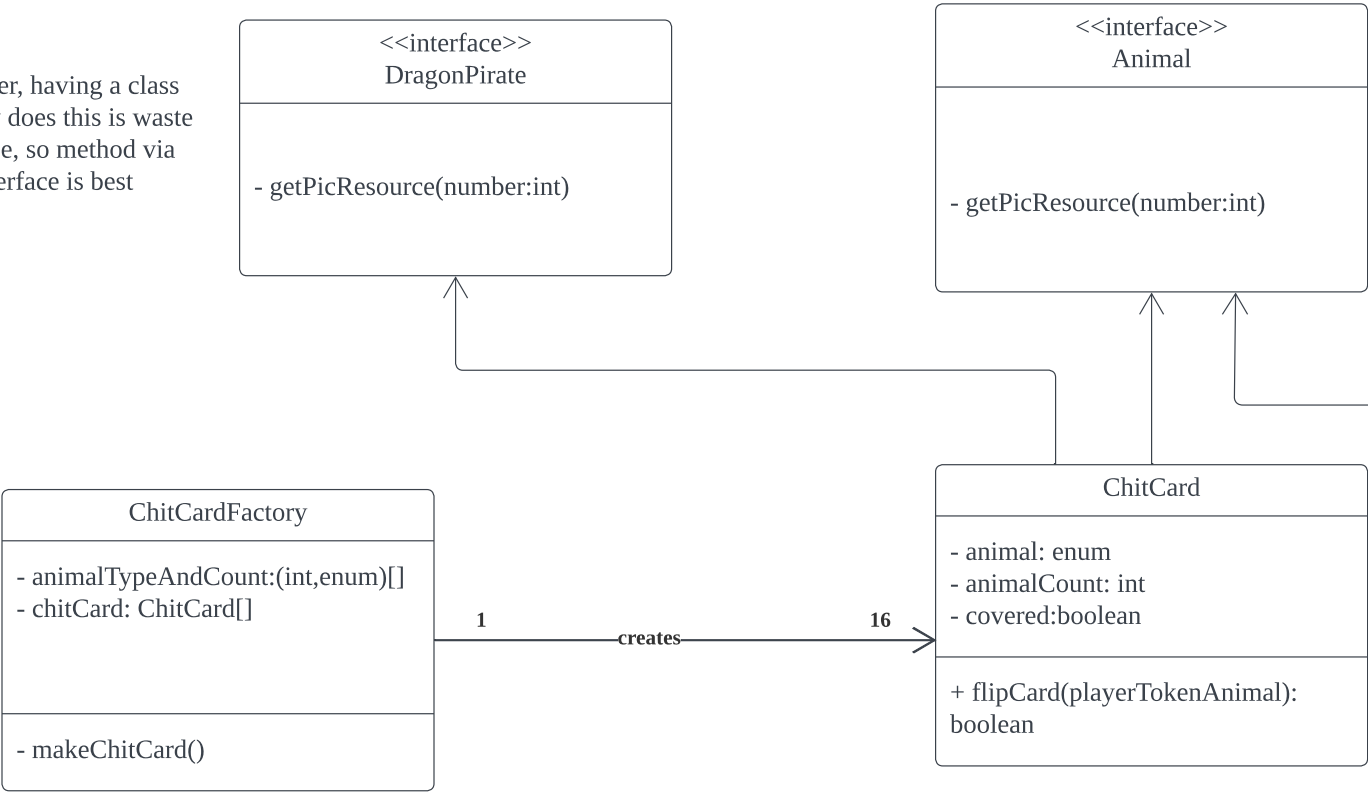 <<interface>>
DragonPirate
- getPicResource(number:int)
<<interface>>
Animal
- getPicResource(number:int)
having a class
does this is waste
so method via
is best
ChitCardFactory
- animalTypeAndCount:(int,enum)[]
- chitCard: ChitCard[]
- makeChitCard()
1
creates
16
ChitCard
- animal: enum
- animalCount: int
- covered:boolean
+ flipCard(playerTokenAnimal):
boolean